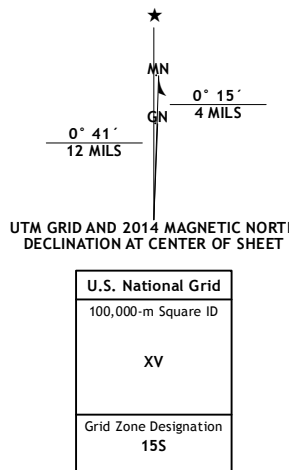 MN
0° 15´
4 MILS
GN
0° 41´
12 MILS
UTM GRID AND 2014 MAGNETIC NORTH
DECLINATION AT CENTER OF SHEET
U.S. National Grid
100,000-m Square ID
XV
Grid Zone Designation
15S